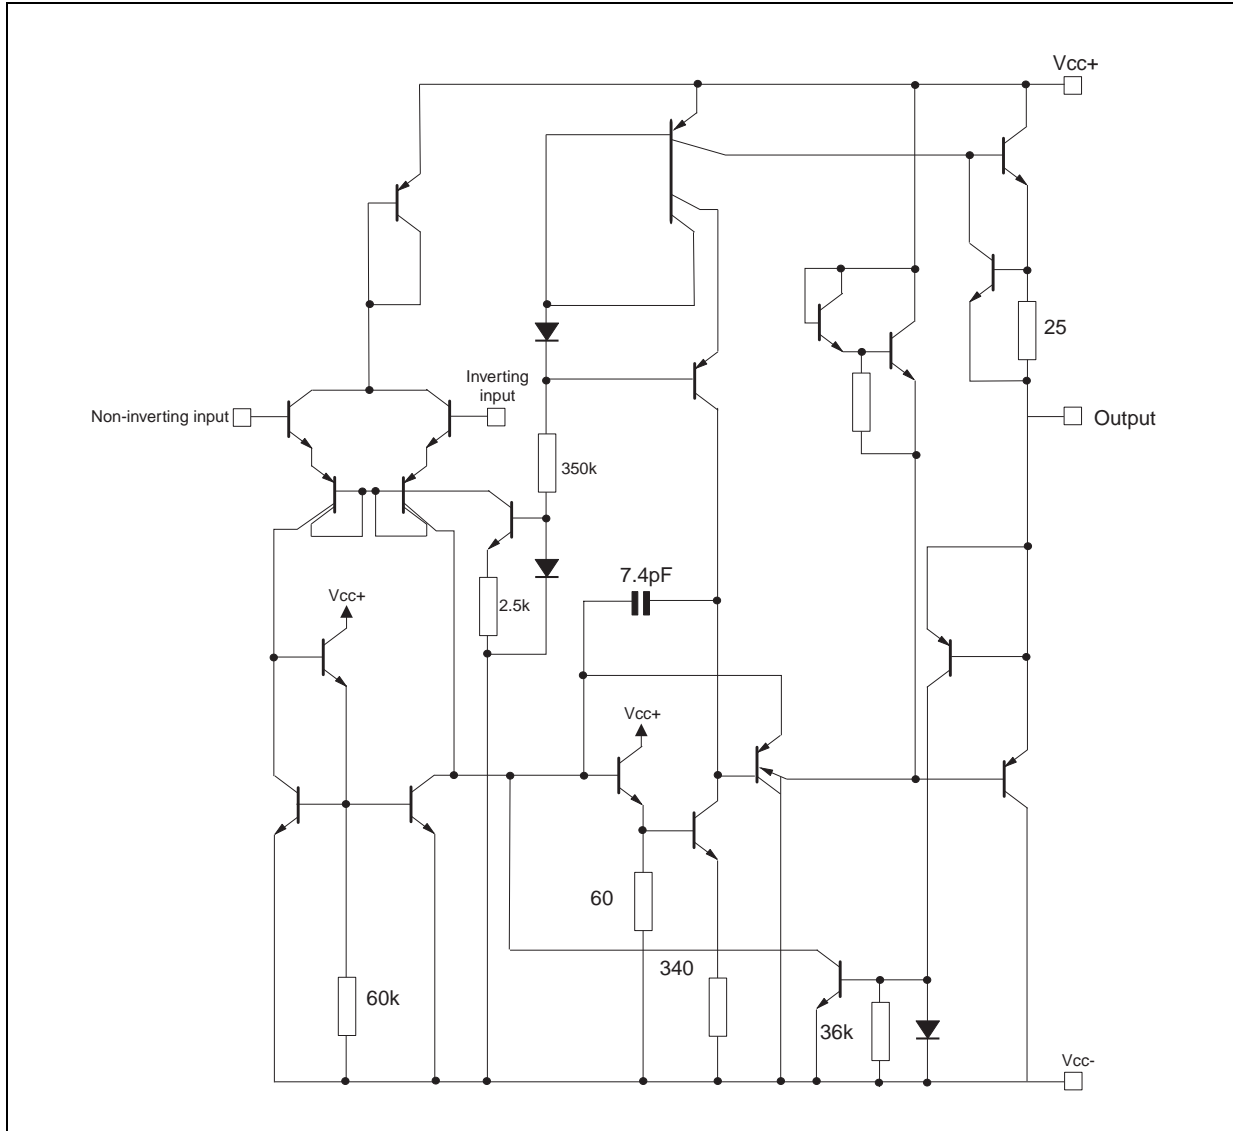 Vcc+
25
Inverting
input
Non-inverting input
Output
350k
7.4pF
2.5k
Vcc+
Vcc+
60
340
60k
36k
Vcc-